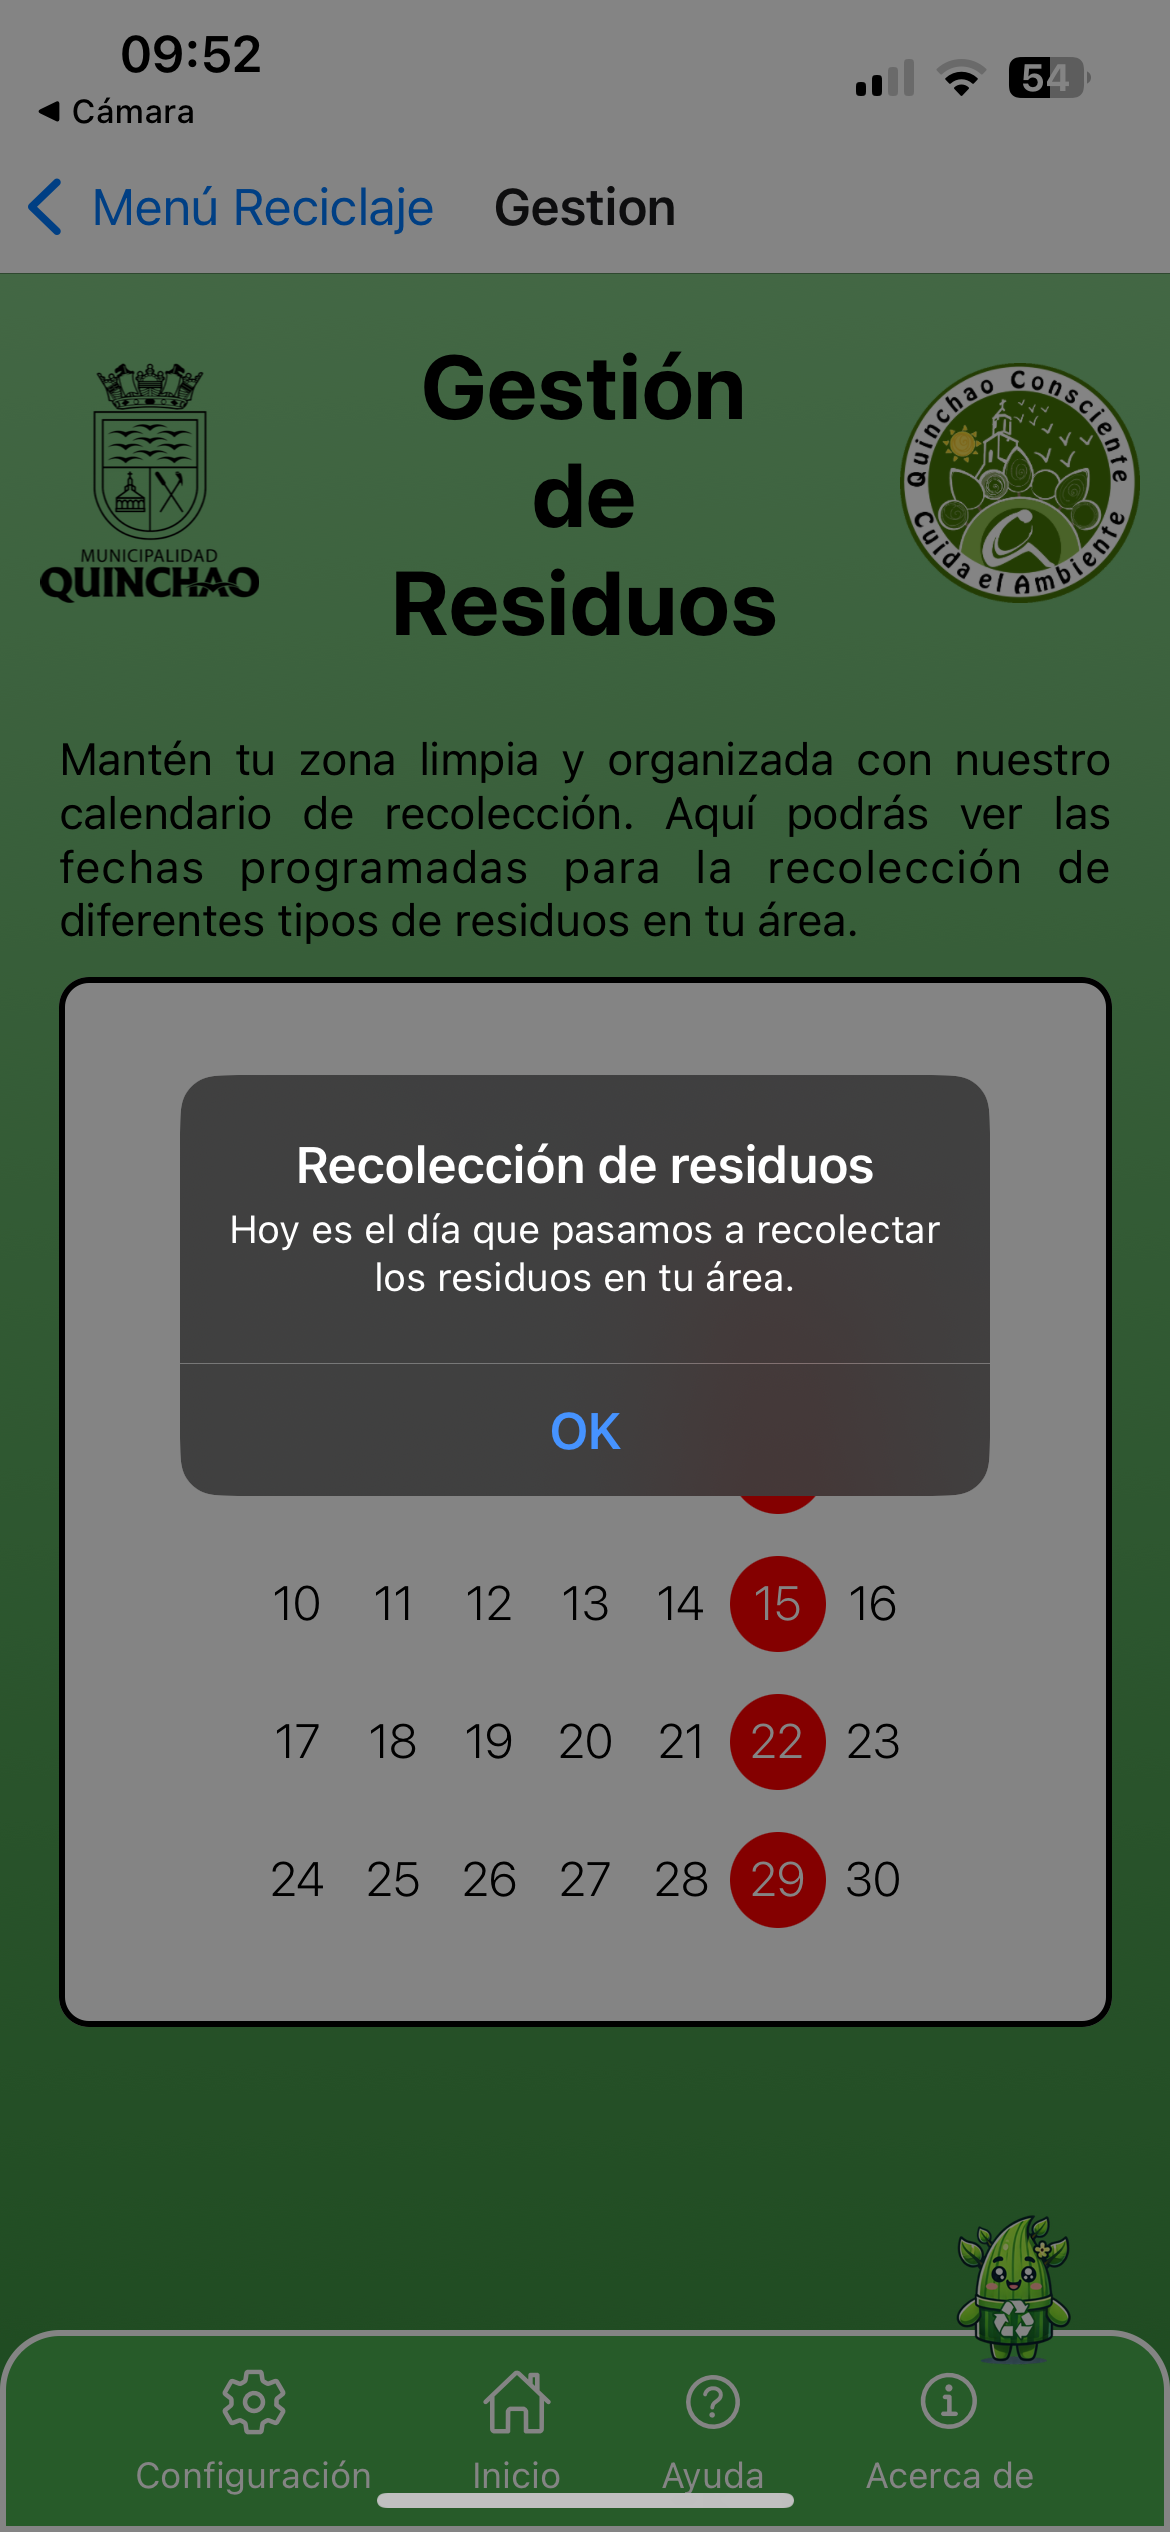 09:52
54
◀ Cámara
Menú Reciclaje
Gestion
MUNICIPALIDAD
QUINCHAO
Gestión
de
Residuos
Quinchao Consciente
Cuida el Ambiente
Mantén tu zona limpia y organizada con nuestro
calendario de recolección. Aquí podrás ver las
fechas programadas para la recolección de
diferentes tipos de residuos en tu área.
Recolección de residuos
Hoy es el día que pasamos a recolectar
los residuos en tu área.
OK
10 11 12 13 14 15 16
17 18 19 20 21 22 23
24 25 26 27 28 29 30
Configuración Inicio Ayuda Acerca de